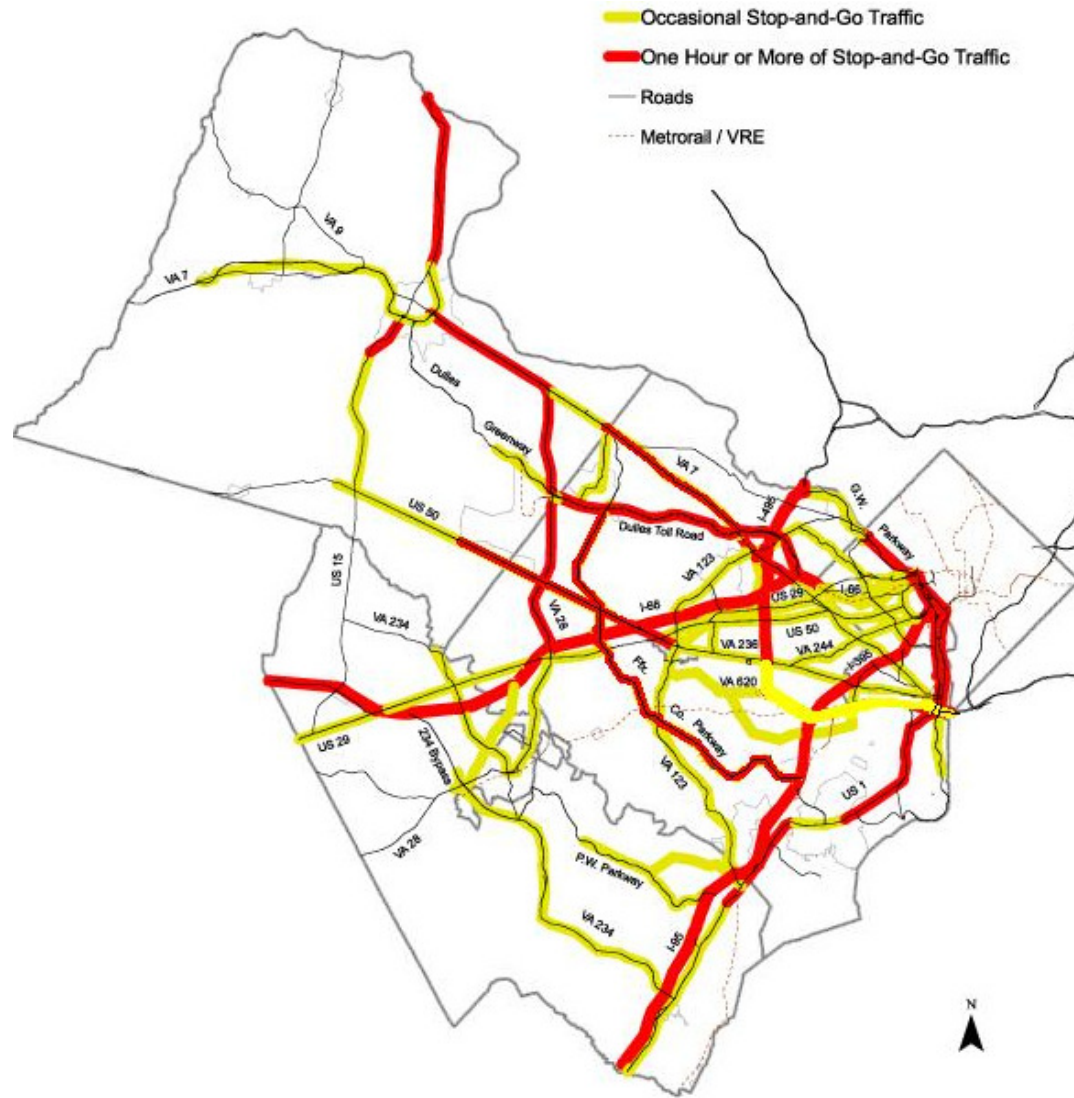 Occasional Stop-and-Go Traffic
One Hour or More of Stop-and-Go Traffic
Roads
Metrorail / VRE
VA 9
VA 7
Dulles
Greenway
VA 7
I-495
G.W.
Parkway
US 50
Dulles Toll Road
VA 123
US 15
I-66
US 29
I-66
VA 234
VA 28
US 50
VA 236
VA 244
I-395
Ffx.
VA 620
Co. Parkway
US 29
234 Bypass
VA 123
US 1
VA 28
P.W. Parkway
VA 234
I-95
N